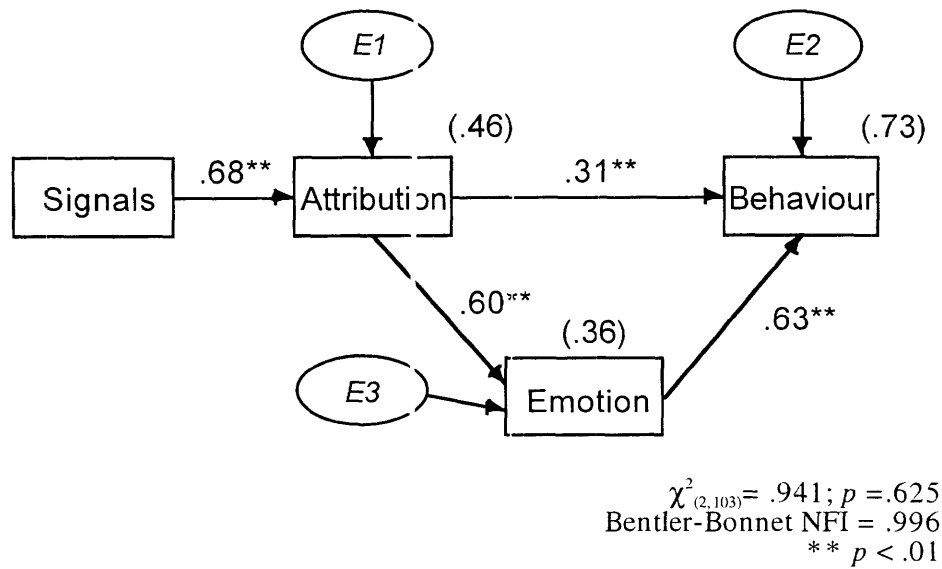 E1
E2
(.46)
(.73)
Signals
.68**
Attribution
.31**
Behaviour
.60**
(.36)
.63**
E3
Emotion
χ²(2,103)= .941; p =.625
Bentler-Bonnet NFI = .996
** p < .01